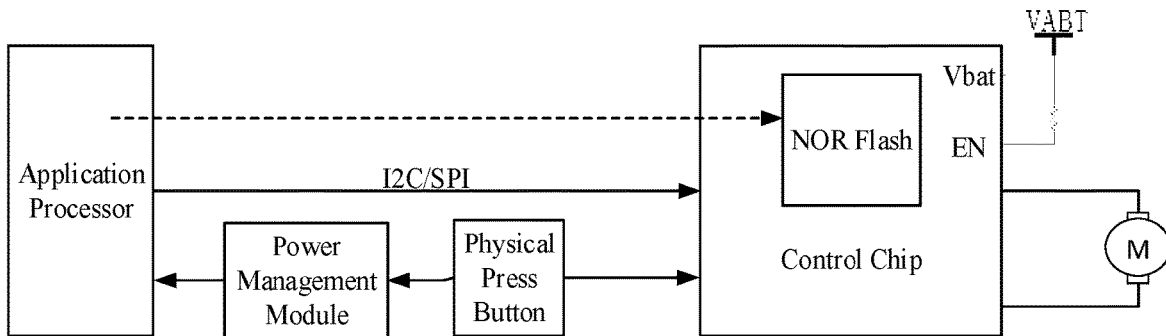 VABT
Vbat
NOR Flash
EN
Application
Processor
I2C/SPI
Power
Management
Module
Physical
Press
Button
Control Chip
M